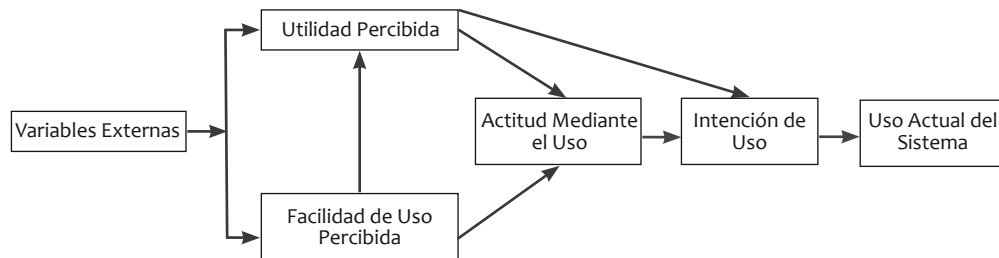 Utilidad Percibida
Variables Externas
Actitud Mediante
el Uso
Intención de
Uso
Uso Actual del
Sistema
Facilidad de Uso
Percibida